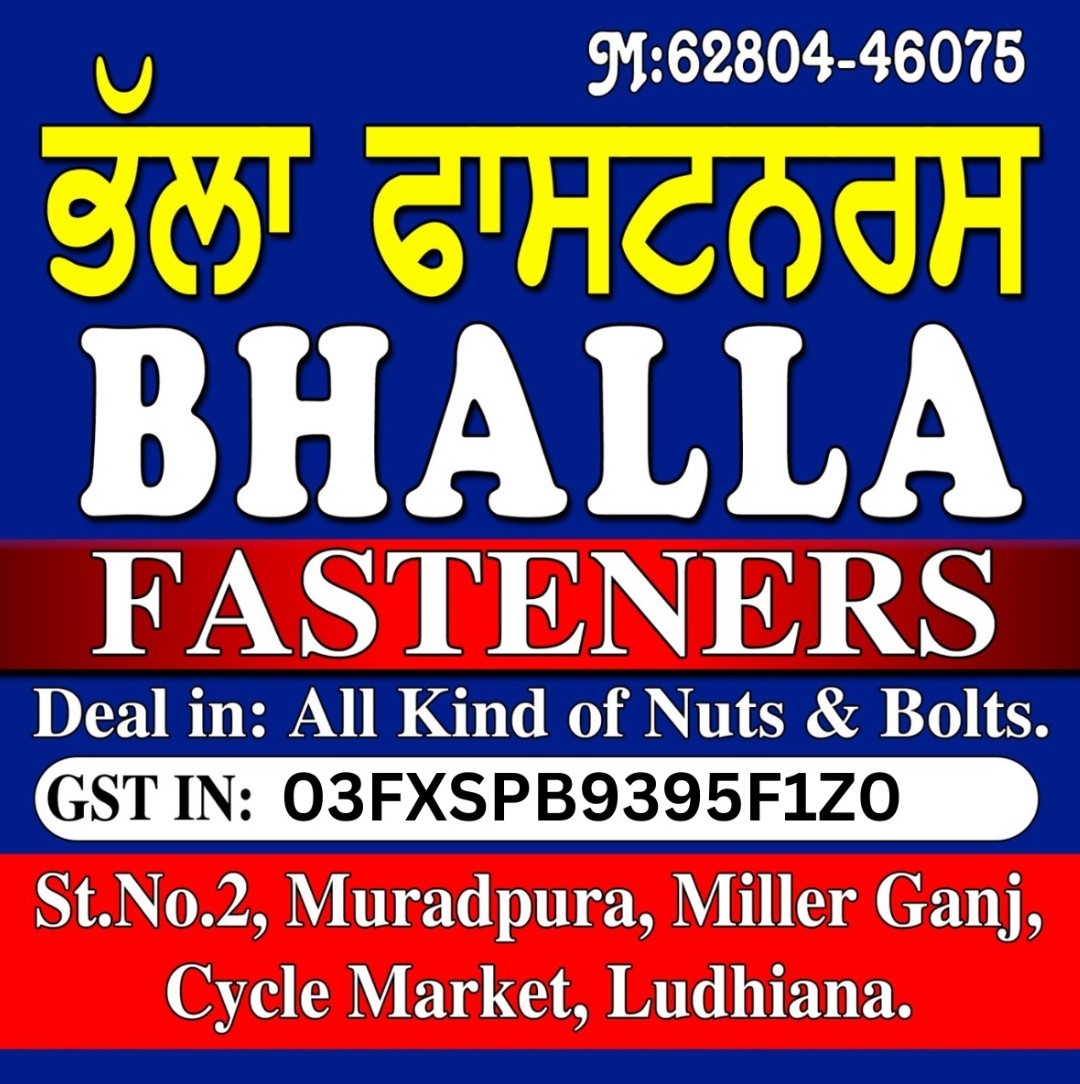 M:62804-46075
ਭੱਲਾ ਫਾਸਟਨਰਸ
BHALLA
FASTENERS
Deal in: All Kind of Nuts & Bolts.
GST IN: 03FXSPB9395F1Z0
St.No.2, Muradpura, Miller Ganj,
Cycle Market, Ludhiana.